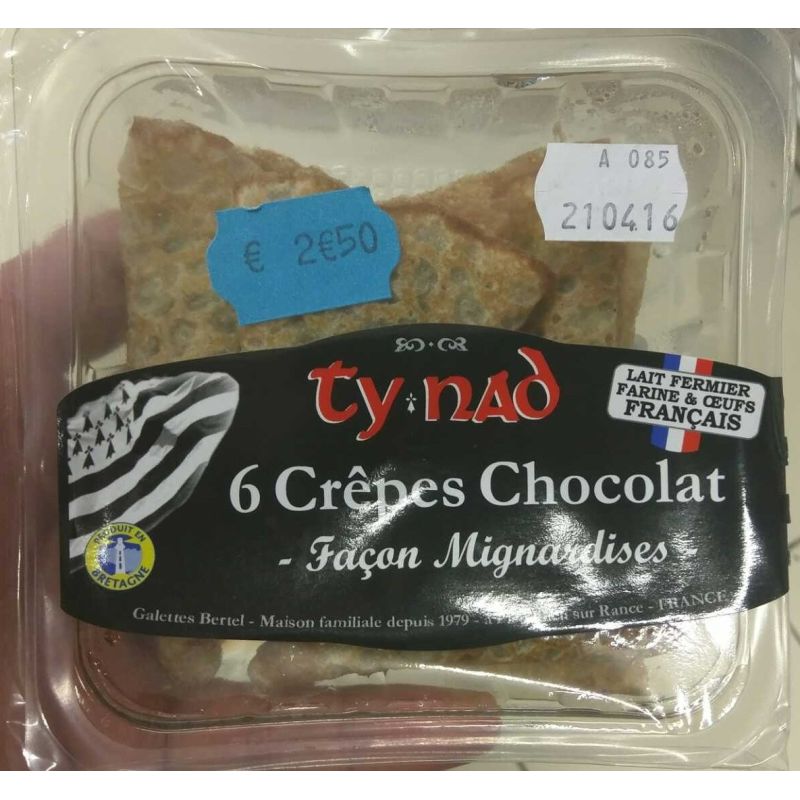 A 085
210416
€ 2€50
ty nad
LAIT FERMIER
FARINE & ŒUFS
FRANÇAIS
6 Crêpes Chocolat
- Façon Mignardises -
PRODUIT EN
BRETAGNE
Galettes Bertel - Maison familiale depuis 1979 - à sur Rance - FRANCE